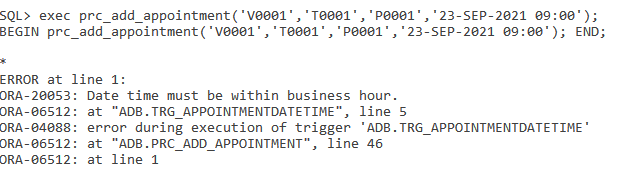 SQL> exec prc_add_appointment('V0001','T0001','P0001','23-SEP-2021 09:00');
BEGIN prc_add_appointment('V0001','T0001','P0001','23-SEP-2021 09:00'); END;
*
ERROR at line 1:
ORA-20053: Date time must be within business hour.
ORA-06512: at "ADB.TRG_APPOINTMENTDATETIME", line 5
ORA-04088: error during execution of trigger 'ADB.TRG_APPOINTMENTDATETIME'
ORA-06512: at "ADB.PRC_ADD_APPOINTMENT", line 46
ORA-06512: at line 1